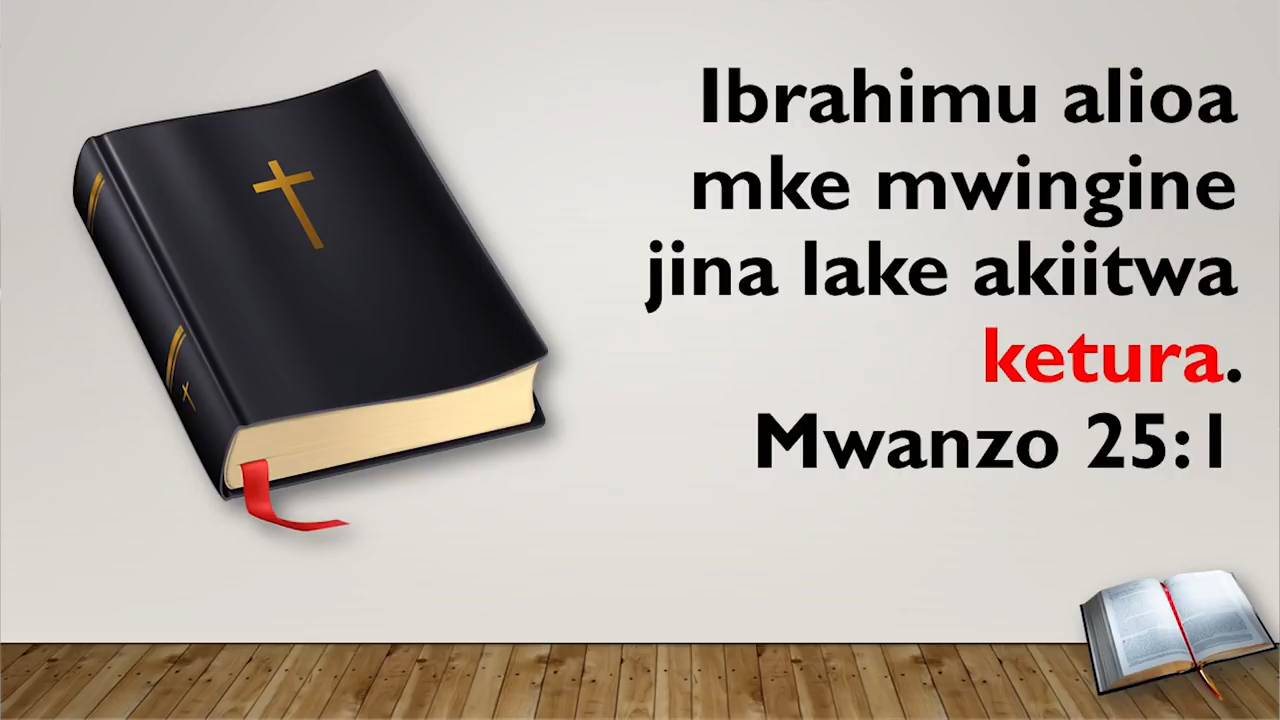 Ibrahimu alioa
mke mwingine
jina lake akiitwa
ketura.
Mwanzo 25:1